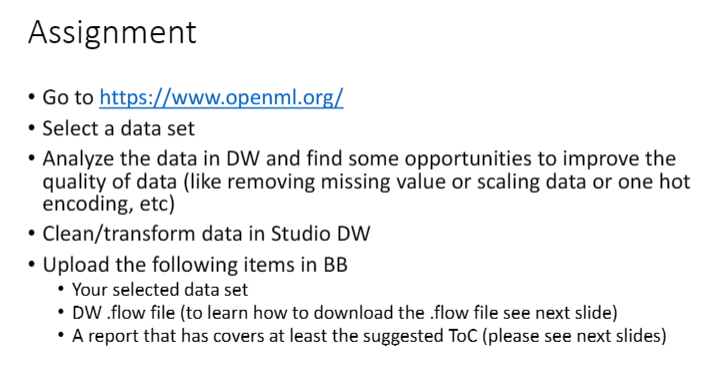 Assignment
• Go to https://www.openml.org/
• Select a data set
• Analyze the data in DW and find some opportunities to improve the
quality of data (like removing missing value or scaling data or one hot
encoding, etc)
• Clean/transform data in Studio DW
• Upload the following items in BB
• Your selected data set
• DW .flow file (to learn how to download the .flow file see next slide)
• A report that has covers at least the suggested ToC (please see next slides)